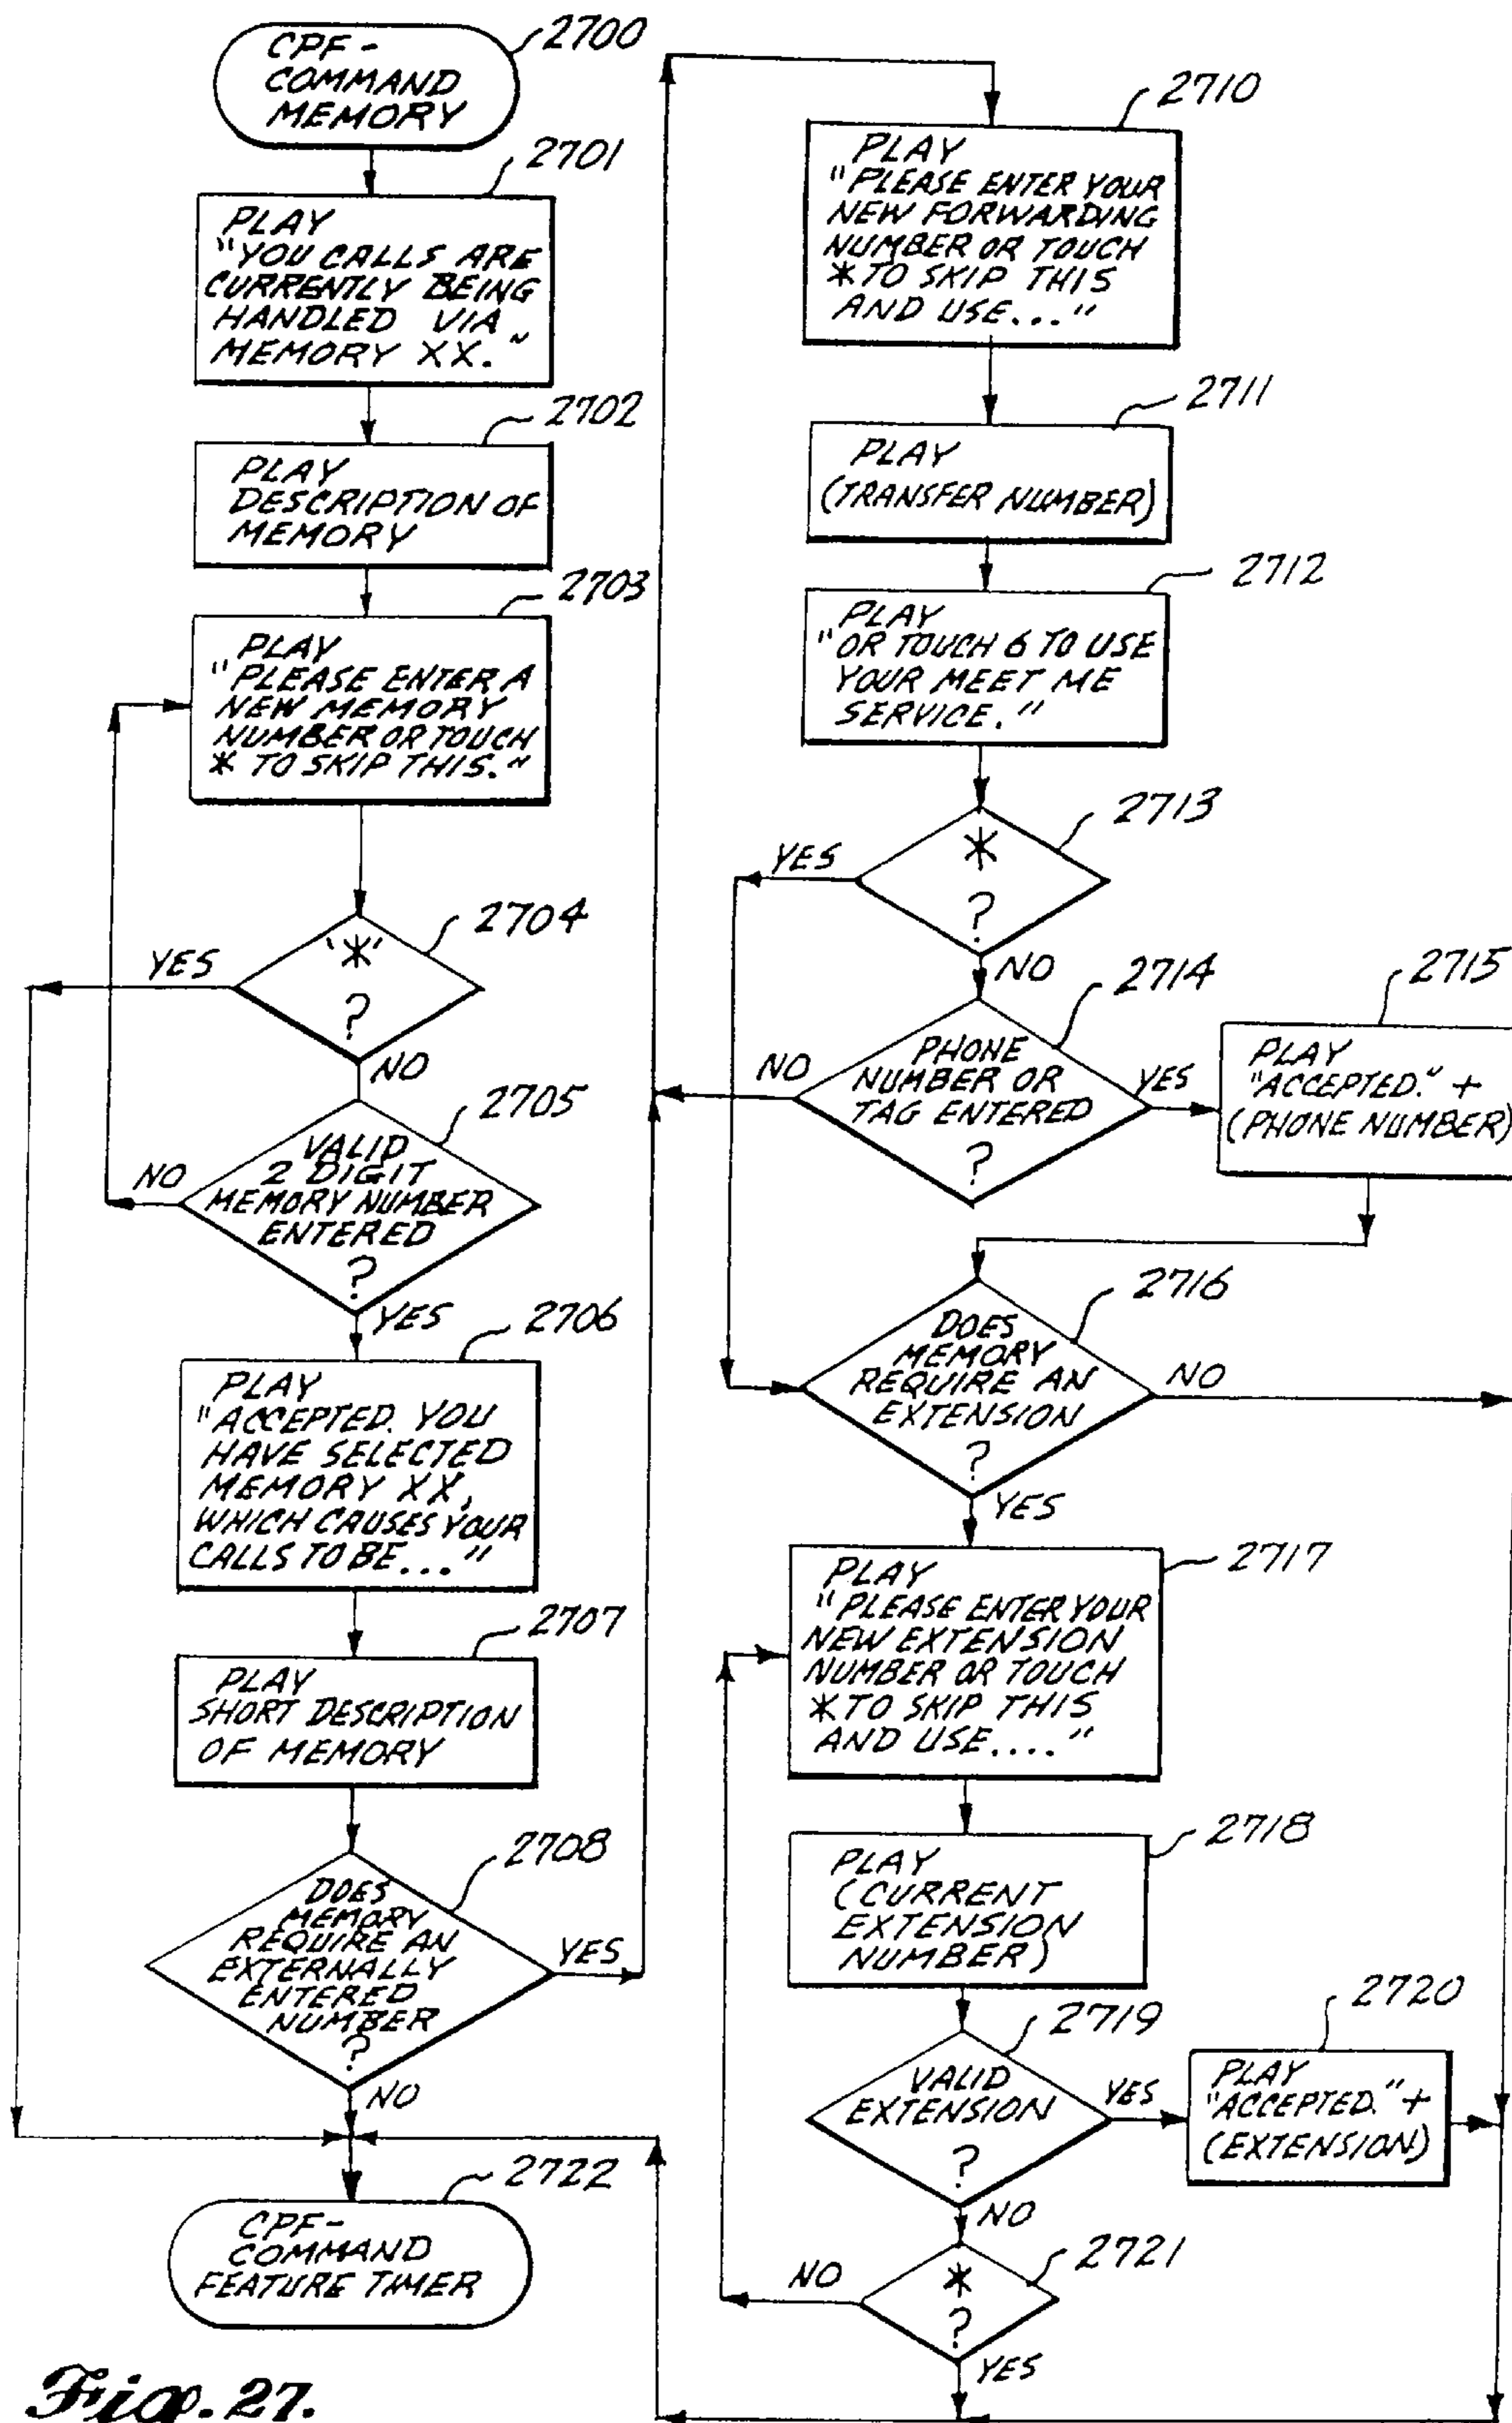 CPF-
COMMAND
MEMORY
2700
2701
PLAY
"YOU CALLS ARE
CURRENTLY BEING
HANDLED VIA
MEMORY XX."
2702
PLAY
DESCRIPTION OF
MEMORY
2703
PLAY
"PLEASE ENTER A
NEW MEMORY
NUMBER OR TOUCH
* TO SKIP THIS."
2704
'*'
?
YES
NO
2705
VALID
2 DIGIT
MEMORY NUMBER
ENTERED
?
NO
YES
2706
PLAY
"ACCEPTED. YOU
HAVE SELECTED
MEMORY XX,
WHICH CAUSES YOUR
CALLS TO BE..."
2707
PLAY
SHORT DESCRIPTION
OF MEMORY
2708
DOES
MEMORY
REQUIRE AN
EXTERNALLY
ENTERED
NUMBER
?
YES
NO
2722
CPF-
COMMAND
FEATURE TIMER
2710
PLAY
"PLEASE ENTER YOUR
NEW FORWARDING
NUMBER OR TOUCH
* TO SKIP THIS
AND USE..."
2711
PLAY
(TRANSFER NUMBER)
2712
PLAY
"OR TOUCH 6 TO USE
YOUR MEET ME
SERVICE."
2713
*
?
YES
NO
2714
PHONE
NUMBER OR
TAG ENTERED
?
NO
YES
2715
PLAY
"ACCEPTED." +
(PHONE NUMBER)
2716
DOES
MEMORY
REQUIRE AN
EXTENSION
?
NO
YES
2717
PLAY
"PLEASE ENTER YOUR
NEW EXTENSION
NUMBER OR TOUCH
* TO SKIP THIS
AND USE...."
2718
PLAY
(CURRENT
EXTENSION
NUMBER)
2719
VALID
EXTENSION
?
YES
NO
2720
PLAY
"ACCEPTED." +
(EXTENSION)
2721
*
?
NO
YES
Fig. 27.